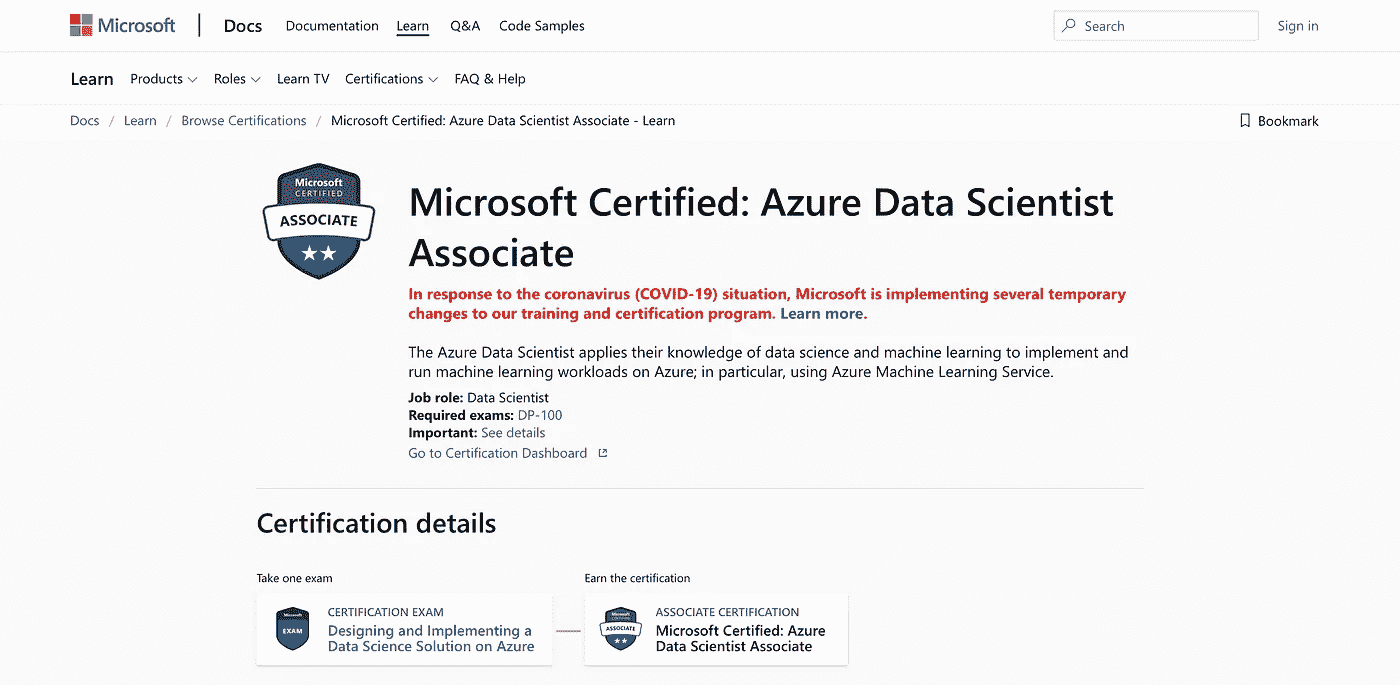 Microsoft | Docs Documentation Learn Q&A Code Samples Search Sign in
Learn Products Roles Learn TV Certifications FAQ & Help
Docs / Learn / Browse Certifications / Microsoft Certified: Azure Data Scientist Associate - Learn Bookmark
Microsoft
CERTIFIED
ASSOCIATE
Microsoft Certified: Azure Data Scientist
Associate
In response to the coronavirus (COVID-19) situation, Microsoft is implementing several temporary
changes to our training and certification program. Learn more.
The Azure Data Scientist applies their knowledge of data science and machine learning to implement and
run machine learning workloads on Azure; in particular, using Azure Machine Learning Service.
Job role: Data Scientist
Required exams: DP-100
Important: See details
Go to Certification Dashboard
Certification details
Take one exam
Microsoft
EXAM
CERTIFICATION EXAM
Designing and Implementing a
Data Science Solution on Azure
Earn the certification
Microsoft
CERTIFIED
ASSOCIATE
ASSOCIATE CERTIFICATION
Microsoft Certified: Azure
Data Scientist Associate